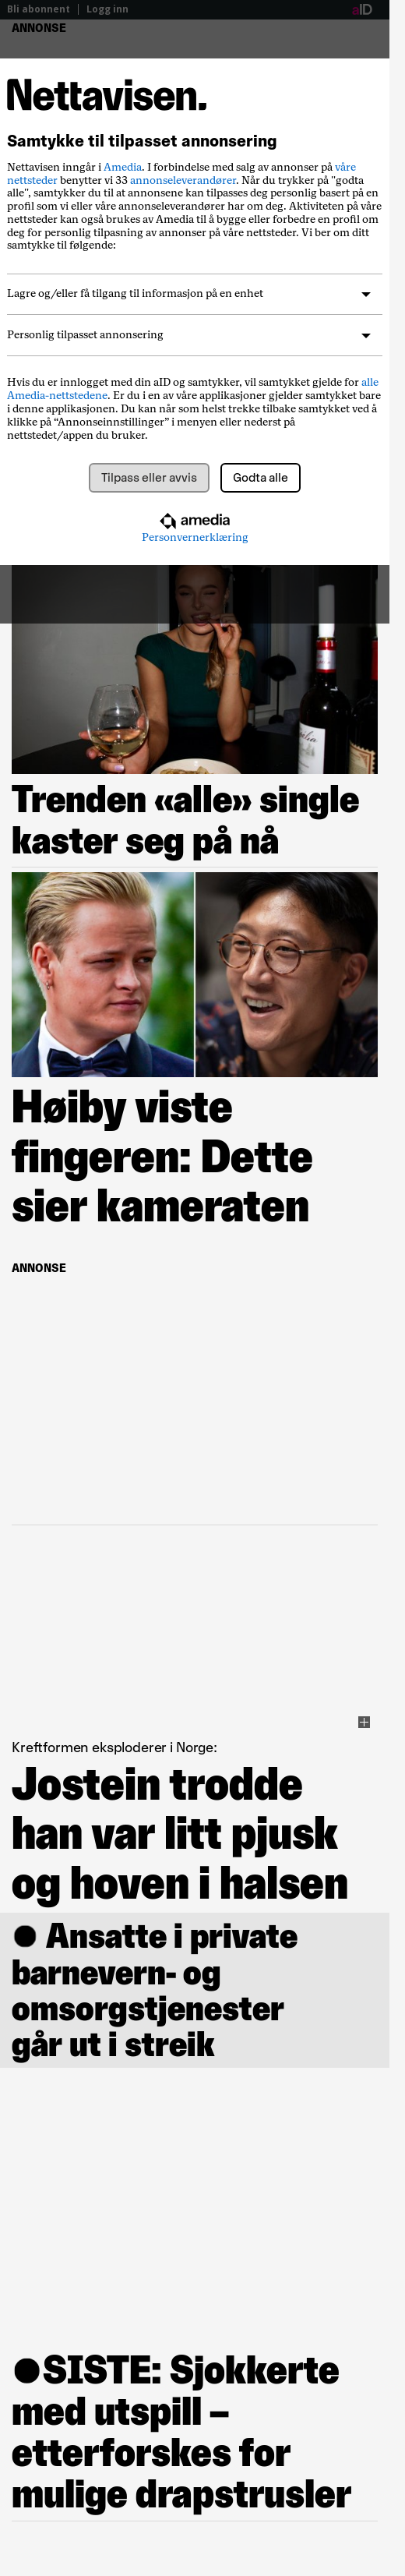 Bli abonnent | Logg inn
aID
ANNONSE
Nettavisen.
Samtykke til tilpasset annonsering
Nettavisen ingår i Amedia. I forbindelse med salg av annonser på våre
nettsteder benytter vi 33 annonseleverandører. Når du trykker på "godta
alle", samtykker du til at annonsene kan tilpasses deg personlig basert på en
profil som vi eller våre annonseleverandører har om deg. Aktiviteten på våre
nettsteder kan også brukes av Amedia til å bygge eller forbedre en profil om
deg for personlig tilpasning av annonser på våre nettsteder. Vi ber om ditt
samtykke til følgende:
Lagre og/eller få tilgang til informasjon på en enhet
Personlig tilpasset annonsering
Hvis du er innlogget med din aID og samtykker, vil samtykket gjelde for alle
Amedia-nettstedene. Er du i en av våre applikasjoner gjelder samtykket bare
i denne applikasjonen. Du kan når som helst trekke tilbake samtykket ved å
klikke på “Annonseinnstillinger” i menyen eller nederst på
nettstedet/appen du bruker.
Tilpass eller avvis Godta alle
amedia
Personvernerklæring
Trenden «alle» single
kaster seg på nå
Høiby viste
fingeren: Dette
sier kameraten
ANNONSE
Kreftformen eksploderer i Norge:
Jostein trodde
han var litt pjusk
og hoven i halsen
● Ansatte i private
barnevern- og
omsorgstjenester
går ut i streik
●SISTE: Sjokkerte
med utspill –
etterforskes for
mulige drapstrusler